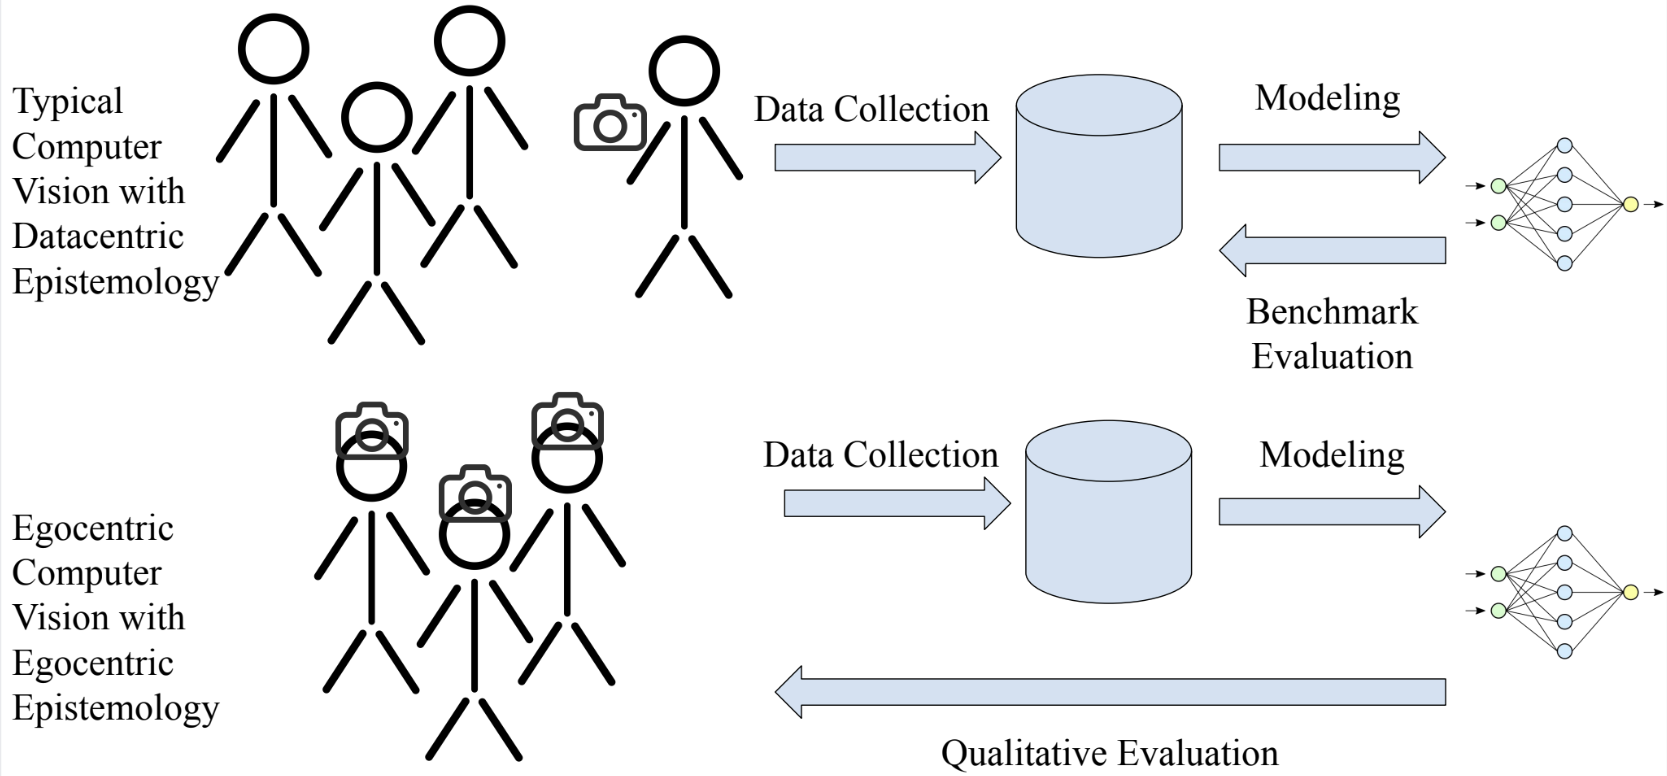 Typical
Computer
Vision with
Datacentric
Epistemology
Data Collection
Modeling
Benchmark
Evaluation
Egocentric
Computer
Vision with
Egocentric
Epistemology
Data Collection
Modeling
Qualitative Evaluation